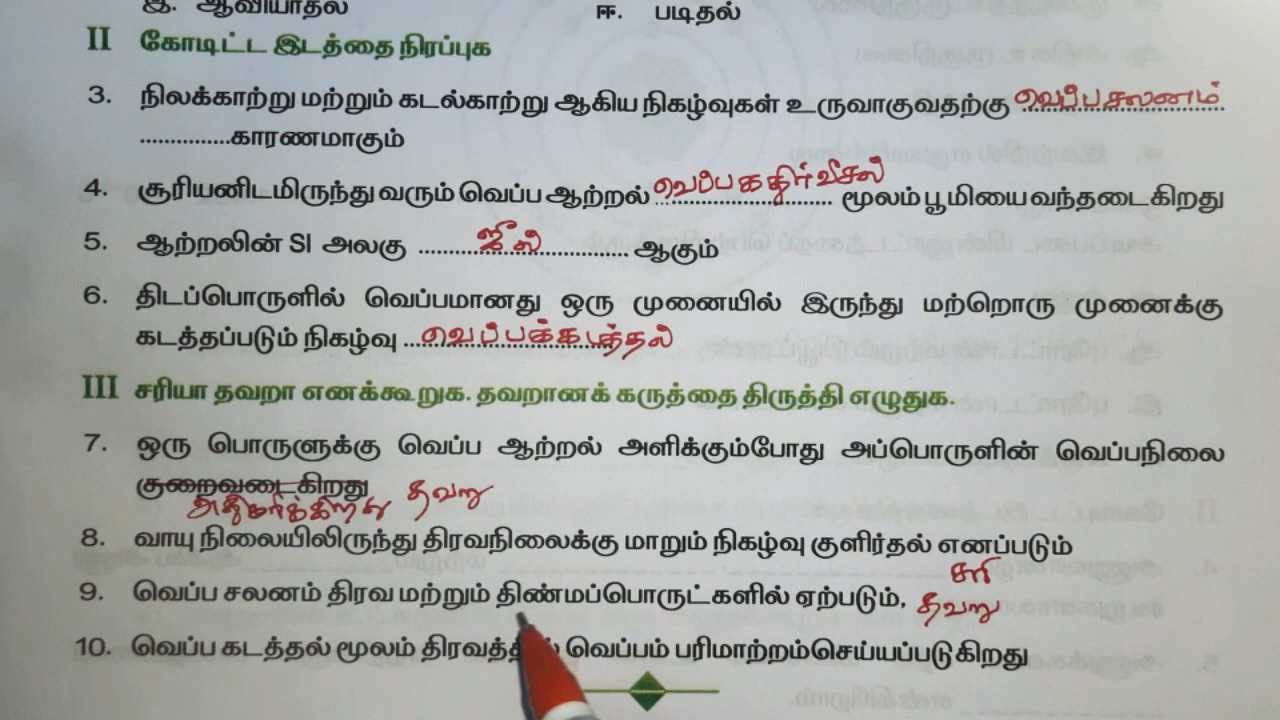 இ. ஆவியாதல் ஈ. படிதல்
II கோடிட்ட இடத்தை நிரப்புக
3. நிலக்காற்று மற்றும் கடல்காற்று ஆகிய நிகழ்வுகள் உருவாகுவதற்கு வெப்பசலனம்
...............காரணமாகும்
4. சூரியனிடமிருந்து வரும் வெப்ப ஆற்றல் வெப்பகதிர்வீசல் மூலம் பூமியை வந்தடைகிறது
5. ஆற்றலின் SI அலகு ஜீல் ஆகும்
6. திடப்பொருளில் வெப்பமானது ஒரு முனையில் இருந்து மற்றொரு முனைக்கு
கடத்தப்படும் நிகழ்வு வெப்பக்கடத்தல்
III சரியா தவறா எனக்கூறுக. தவறானக் கருத்தை திருத்தி எழுதுக.
7. ஒரு பொருளுக்கு வெப்ப ஆற்றல் அளிக்கும்போது அப்பொருளின் வெப்பநிலை
குறைவடைகிறது தவறு
அதிகரிக்கிறது
8. வாயு நிலையிலிருந்து திரவநிலைக்கு மாறும் நிகழ்வு குளிர்தல் எனப்படும்
சரி
9. வெப்ப சலனம் திரவ மற்றும் திண்மப்பொருட்களில் ஏற்படும். தவறு
10. வெப்ப கடத்தல் மூலம் வெப்பம் பரிமாற்றம்செய்யப்படுகிறது